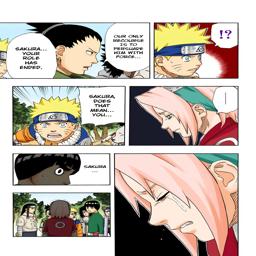 !?
OUR ONLY
RECOURSE
IS TO
PERSUADE
HIM WITH
FORCE...
SAKURA...
YOUR
ROLE
HAS
ENDED.
...
SAKURA,
DOES
THAT
MEAN...
YOU...
SAKURA...